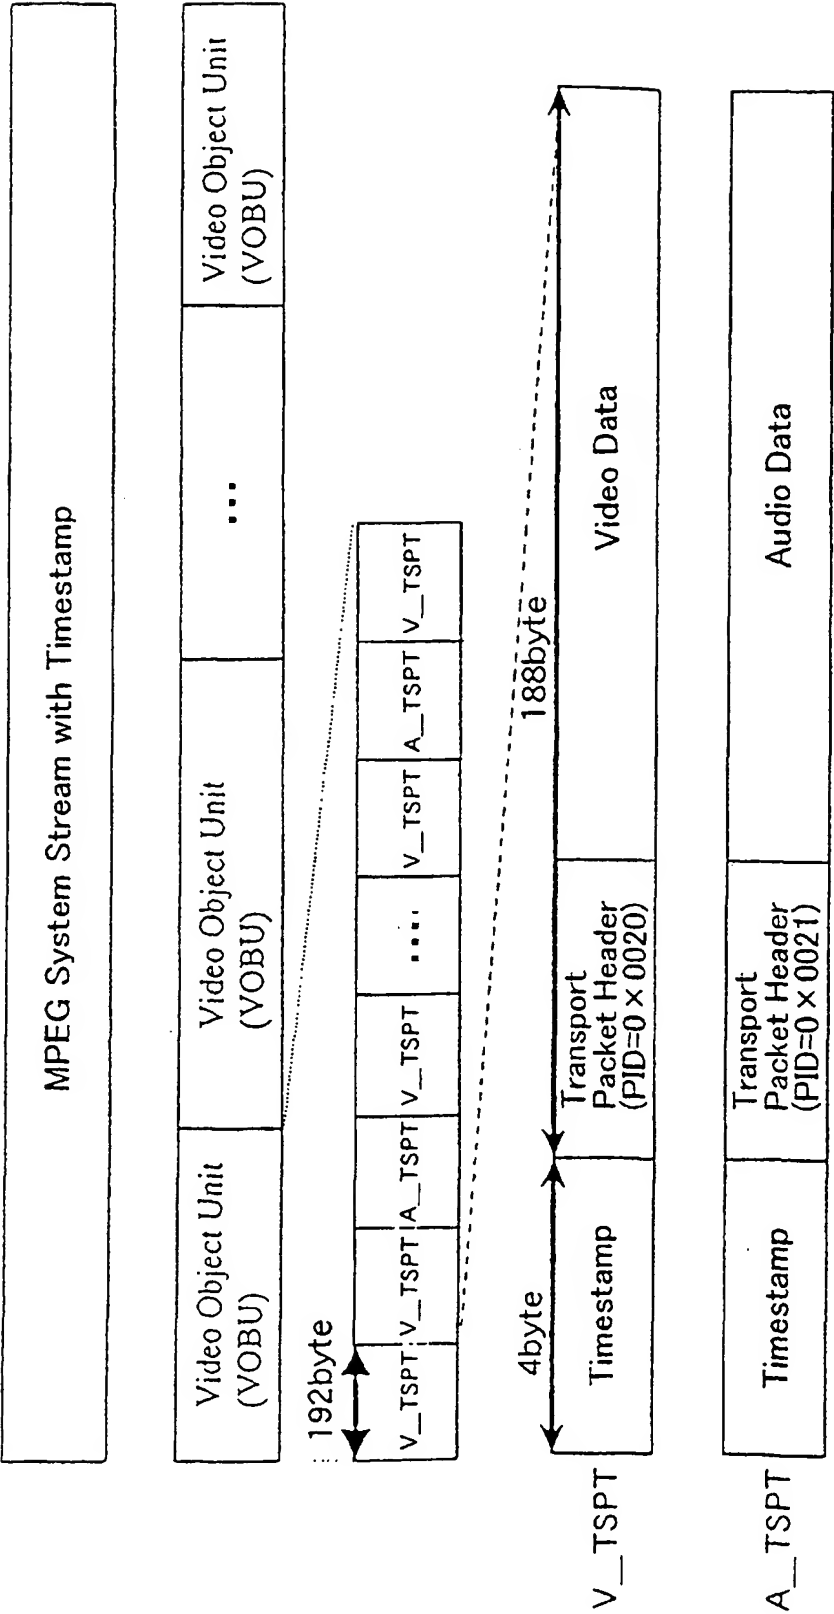 MPEG System Stream with Timestamp
Video Object Unit
(VOBU)
Video Object Unit
(VOBU)
...
Video Object Unit
(VOBU)
192byte
V_TSPT
V_TSPT
A_TSPT
V_TSPT
....
V_TSPT
A_TSPT
V_TSPT
4byte
188byte
V_TSPT
Timestamp
Transport
Packet Header
(PID=0×0020)
Video Data
A_TSPT
Timestamp
Transport
Packet Header
(PID=0×0021)
Audio Data